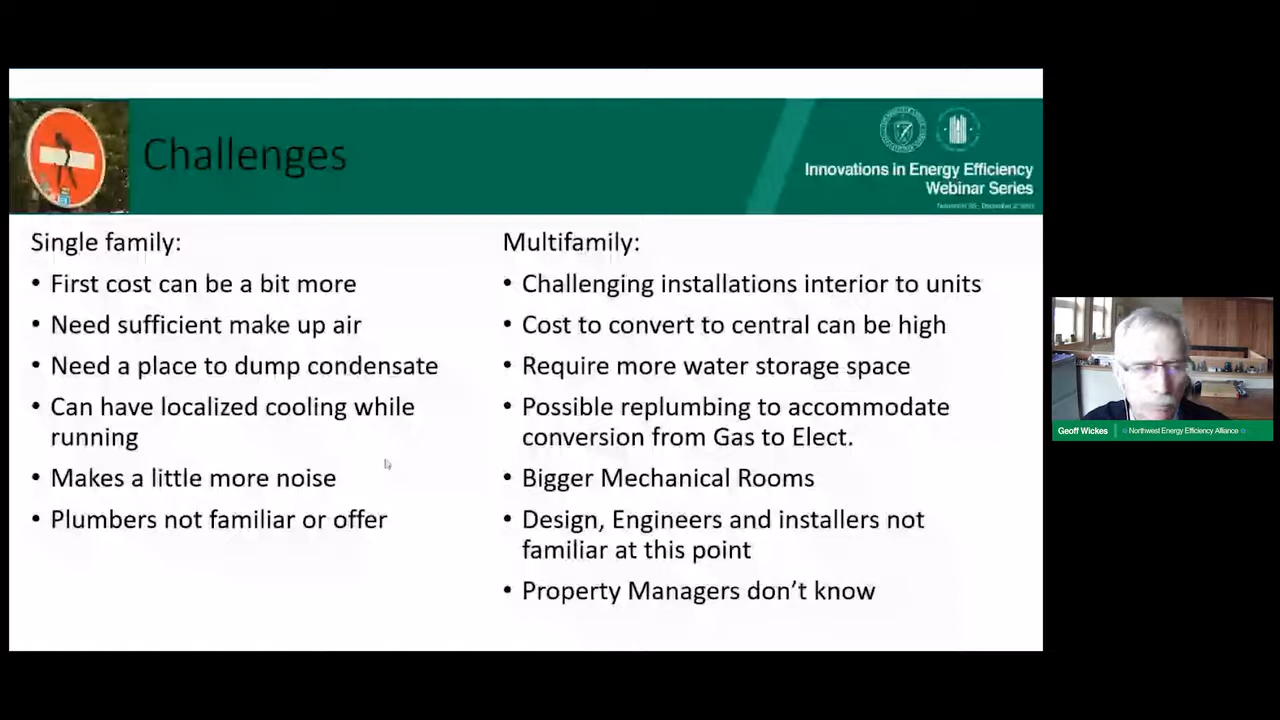 Challenges
Innovations in Energy Efficiency
Webinar Series
Single family:
• First cost can be a bit more
• Need sufficient make up air
• Need a place to dump condensate
• Can have localized cooling while
running
• Makes a little more noise
• Plumbers not familiar or offer
Multifamily:
• Challenging installations interior to units
• Cost to convert to central can be high
• Require more water storage space
• Possible replumbing to accommodate
conversion from Gas to Elect.
• Bigger Mechanical Rooms
• Design, Engineers and installers not
familiar at this point
• Property Managers don't know
Geoff Wickes Northwest Energy Efficiency Alliance